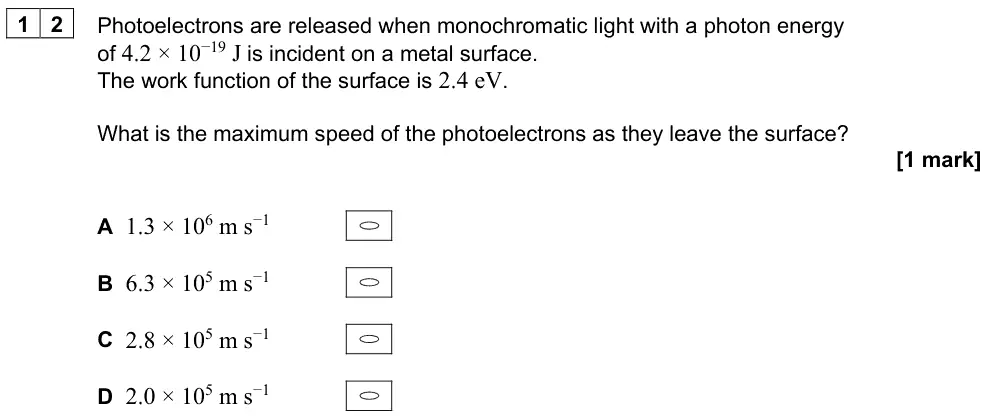 1 2 Photoelectrons are released when monochromatic light with a photon energy
of 4.2 × 10⁻¹⁹ J is incident on a metal surface.
The work function of the surface is 2.4 eV.
What is the maximum speed of the photoelectrons as they leave the surface?
[1 mark]
A 1.3 × 10⁶ m s⁻¹
B 6.3 × 10⁵ m s⁻¹
C 2.8 × 10⁵ m s⁻¹
D 2.0 × 10⁵ m s⁻¹